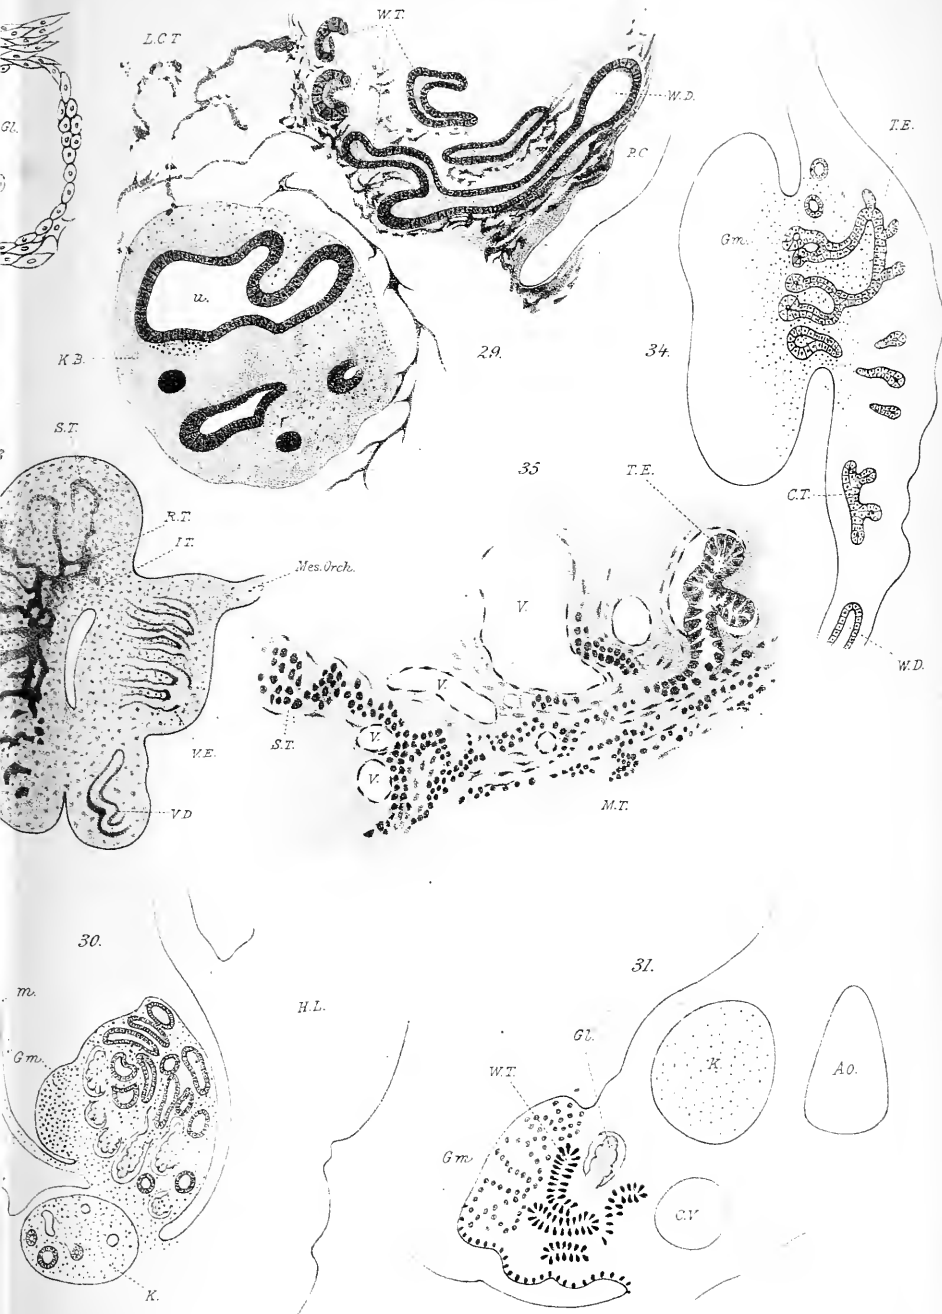 W.T.
L.C.T
Gl.
W.D.
P.C
T.E.
Gm.
u.
29.
34.
K.B.
S.T.
35
T.E.
C.T.
R.T.
I.T.
Mes.Orch.
V.
W.D.
V.
S.T.
V.
V.E.
V.
M.T.
V.D
30.
31.
m.
H.L.
Gl.
Gm.
W.T.
K.
Ao.
Gm
C.V
K.